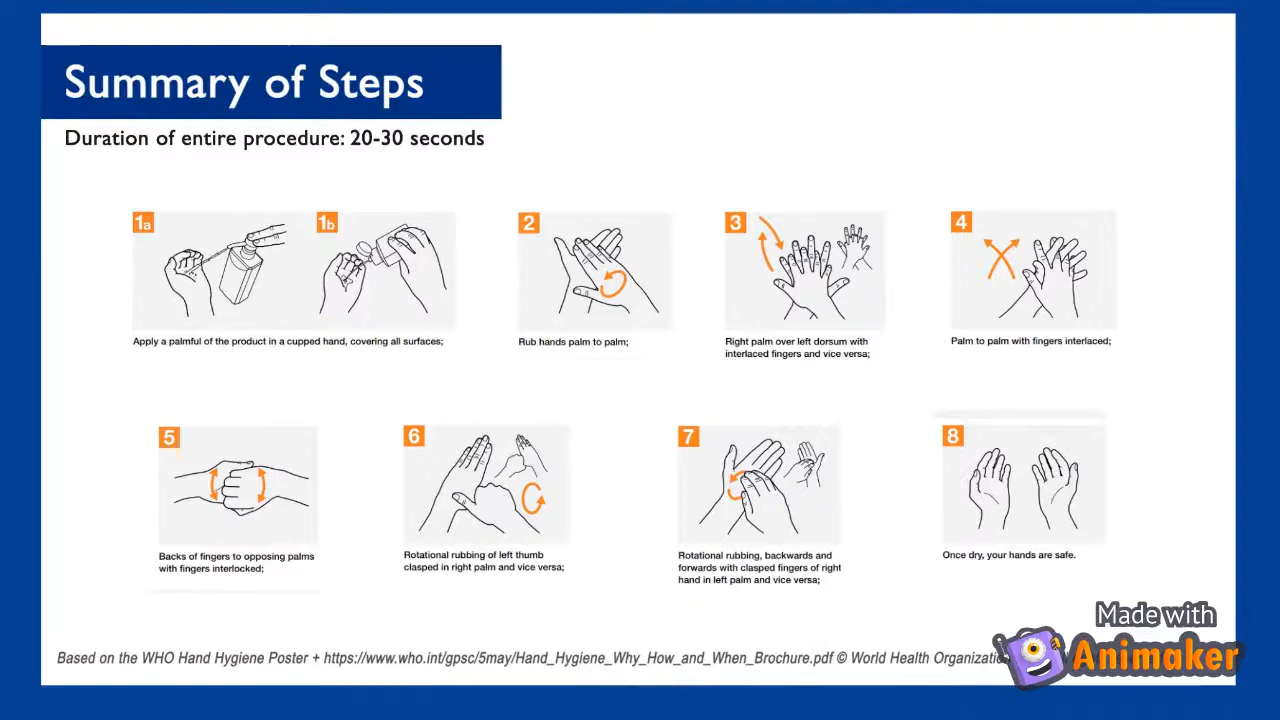 Summary of Steps
Duration of entire procedure: 20-30 seconds
1a
1b
2
3
4
Apply a palmful of the product in a cupped hand, covering all surfaces;
Rub hands palm to palm;
Right palm over left dorsum with
interlaced fingers and vice versa;
Palm to palm with fingers interlaced;
5
6
7
8
Backs of fingers to opposing palms
with fingers interlocked;
Rotational rubbing of left thumb
clasped in right palm and vice versa;
Rotational rubbing, backwards and
forwards with clasped fingers of right
hand in left palm and vice versa;
Once dry, your hands are safe.
Based on the WHO Hand Hygiene Poster + https://www.who.int/gpsc/5may/Hand_Hygiene_Why_How_and_When_Brochure.pdf © World Health
Made with
Animaker